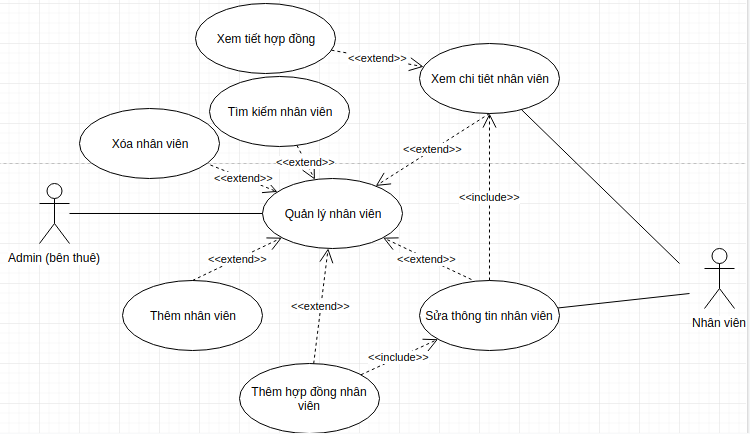 Xem tiết hợp đồng
<<extend>>
Xem chi tiêt nhân viên
Tìm kiếm nhân viên
Xóa nhân viên
<<extend>>
<<extend>>
<<extend>>
<<include>>
Quản lý nhân viên
Admin (bên thuê)
<<extend>>
<<extend>>
<<extend>>
Thêm nhân viên
Sửa thông tin nhân viên
Nhân viên
<<include>>
Thêm hợp đồng nhân
viên